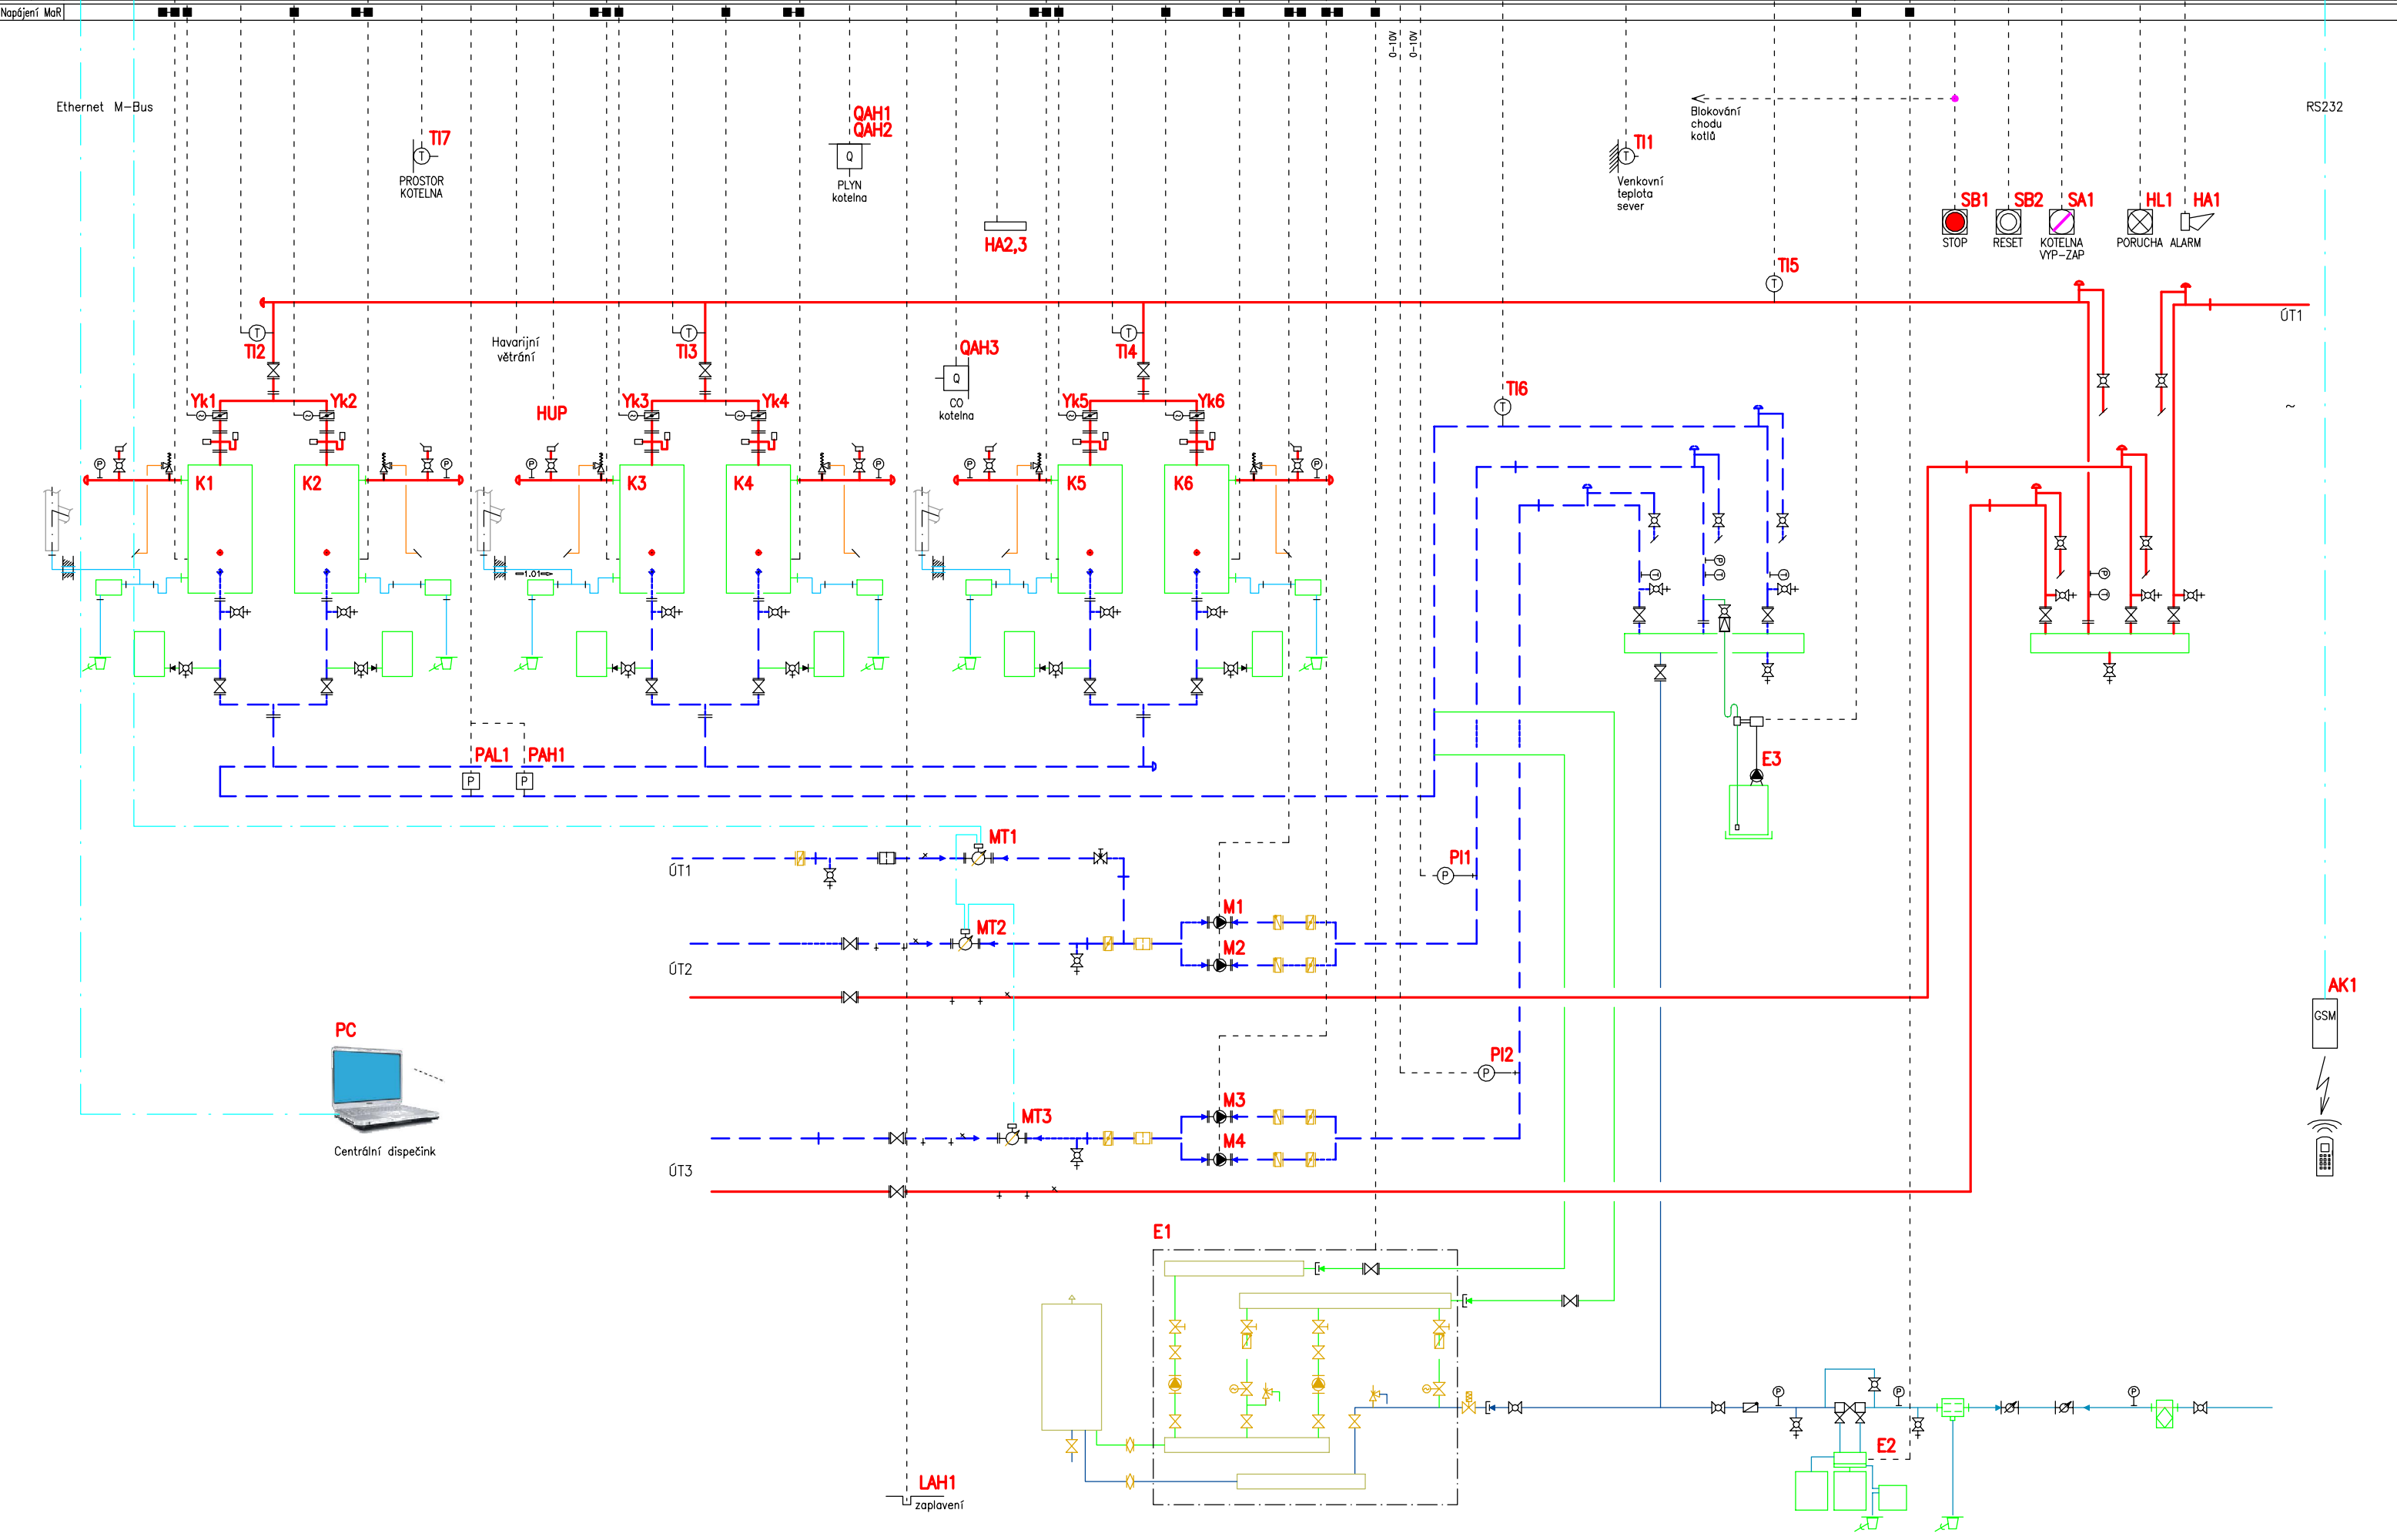 Napájení MaR
0-10V
0-10V
Ethernet M-Bus
RS232
TI7
T
PROSTOR
KOTELNA
QAH1
QAH2
Q
PLYN
kotelna
HA2,3
TI1
T
Venkovní
teplota
sever
Blokování
chodu
kotlů
SB1
STOP
SB2
RESET
SA1
KOTELNA
VYP-ZAP
HL1
PORUCHA
HA1
ALARM
TI5
T
ÚT1
~
T
TI2
T
TI3
T
TI4
Havarijní
větrání
HUP
QAH3
Q
CO
kotelna
TI6
T
Yk1
Yk2
Yk3
Yk4
Yk5
Yk6
P
P
P
P
P
P
K1
K2
K3
K4
K5
K6
1.01
T
P
T
T
P
T
PAL1
P
PAH1
P
E3
MT1
ÚT1
PI1
P
MT2
M1
M2
ÚT2
AK1
GSM
PC
Centrální dispečink
PI2
P
MT3
M3
M4
ÚT3
E1
P
P
P
E2
LAH1
zaplavení